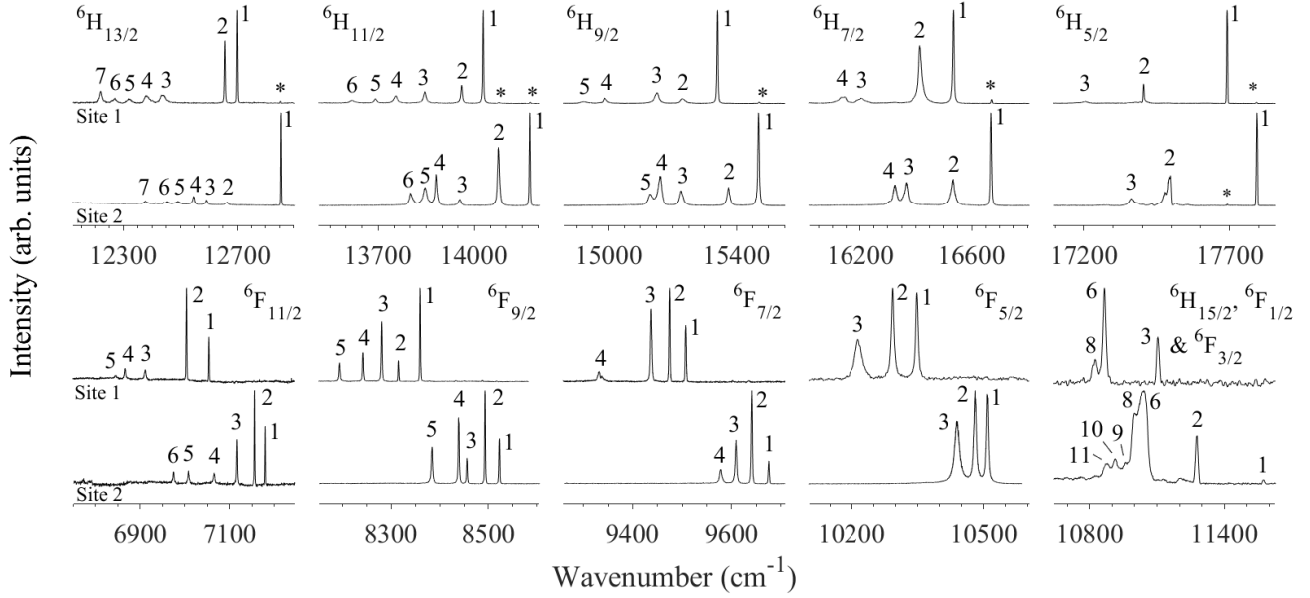 ⁶H₁₃/₂ ⁶H₁₁/₂ ⁶H₉/₂ ⁶H₇/₂ ⁶H₅/₂
7 6 5 4 3 2 1 *
6 5 4 3 2 1 * *
5 4 3 2 1
4 3 2 1 *
3 2 1 *
Site 1
7 6 5 4 3 2 1
6 5 4 3 2 1
5 4 3 2 1
4 3 2 1
3 2 * 1
Site 2
12300 12700 13700 14000 15000 15400 16200 16600 17200 17700
⁶F₁₁/₂ ⁶F₉/₂ ⁶F₇/₂ ⁶F₅/₂ ⁶H₁₅/₂, ⁶F₁/₂
& ⁶F₃/₂
5 4 3 2 1
5 4 3 2 1
4 3 2 1
3 2 1
8 6 3
Site 1
6 5 4 3 2 1
5 4 3 2 1
4 3 2 1
3 2 1
11 10 9 8 6 2 1
Site 2
6900 7100 8300 8500 9400 9600 10200 10500 10800 11400
Intensity (arb. units)
Wavenumber (cm⁻¹)